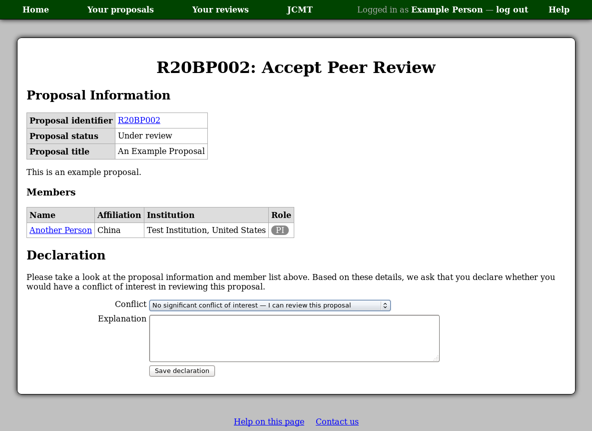 Home Your proposals Your reviews JCMT Logged in as Example Person — log out Help
R20BP002: Accept Peer Review
Proposal Information
Proposal identifier R20BP002
Proposal status Under review
Proposal title An Example Proposal
This is an example proposal.
Members
Name Affiliation Institution Role
Another Person China Test Institution, United States PI
Declaration
Please take a look at the proposal information and member list above. Based on these details, we ask that you declare whether you
would have a conflict of interest in reviewing this proposal.
Conflict No significant conflict of interest — I can review this proposal
Explanation
Save declaration
Help on this page Contact us